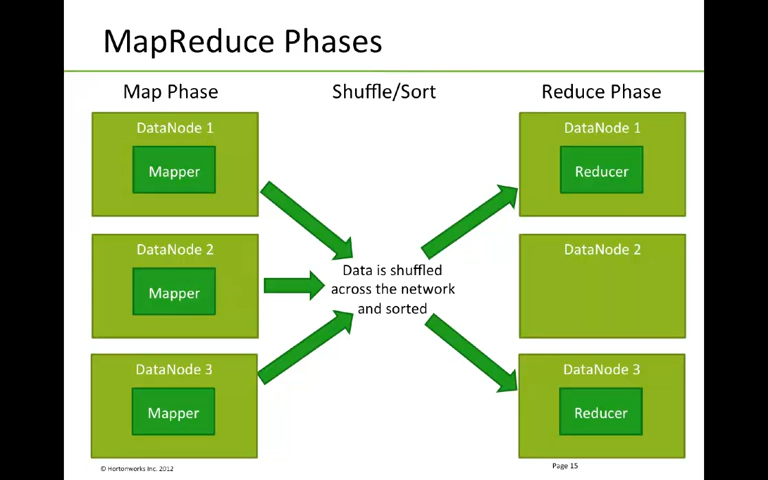 MapReduce Phases
Map Phase
Shuffle/Sort
Reduce Phase
DataNode 1
Mapper
DataNode 2
Mapper
DataNode 3
Mapper
Data is shuffled
across the network
and sorted
DataNode 1
Reducer
DataNode 2
DataNode 3
Reducer
© Hortonworks Inc. 2012
Page 15